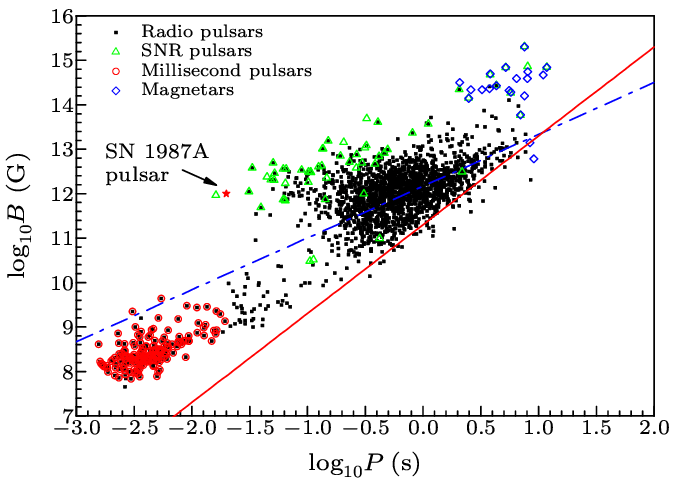 16
15
14
13
12
11
10
9
8
7
log10B (G)
Radio pulsars
SNR pulsars
Millisecond pulsars
Magnetars
SN 1987A
pulsar
−3.0 −2.5 −2.0 −1.5 −1.0 −0.5 0.0 0.5 1.0 1.5 2.0
log10P (s)